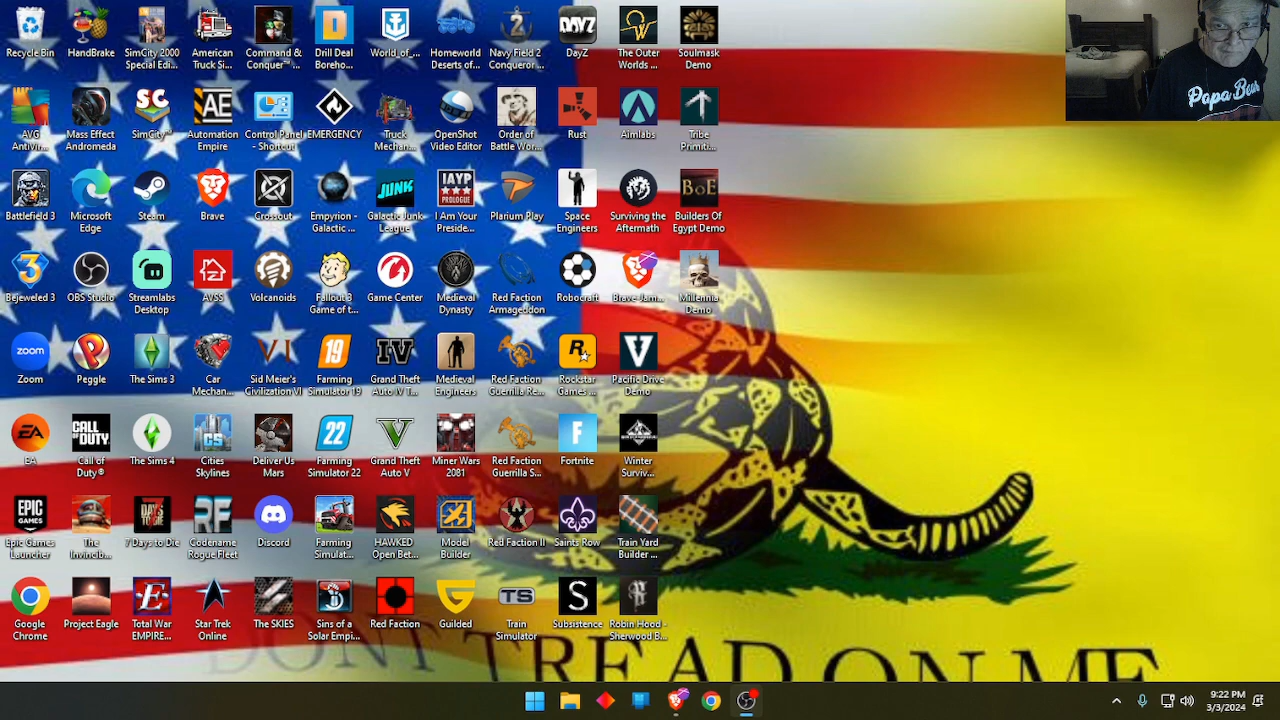 Recycle Bin
HandBrake
SimCity 2000
Special Edi...
American
Truck Si...
Command &
Conquer™ :...
Drill Deal
Boreho...
World_of_...
Homeworld
Deserts of...
Navy Field 2
Conqueror ...
DayZ
The Outer
Worlds ...
Soulmask
Demo
Papa Bear
AVG
AntiVir...
Mass Effect
Andromeda
SimCity™
Automation
Empire
Control Panel
- Shortcut
EMERGENCY
Truck
Mechan...
OpenShot
Video Editor
Order of
Battle Wor...
Rust
Aimlabs
Tribe
Primiti...
Battlefield 3
Microsoft
Edge
Steam
Brave
Crossout
Empyrion -
Galactic ...
Galactic Junk
League
I Am Your
Preside...
Plarium Play
Space
Engineers
Surviving the
Aftermath
Builders Of
Egypt Demo
Bejeweled 3
OBS Studio
Streamlabs
Desktop
AVSS
Volcanoids
Fallout 3
Game of t...
Game Center
Medieval
Dynasty
Red Faction
Armageddon
Robocraft
Brave Jam...
Millennia
Demo
Zoom
Peggle
The Sims 3
Car
Mechan...
Sid Meier's
Civilization VI
Farming
Simulator 19
Grand Theft
Auto IV T...
Medieval
Engineers
Red Faction
Guerrilla Re...
Rockstar
Games ...
Pacific Drive
Demo
EA
Call of
Duty®
The Sims 4
Cities
Skylines
Deliver Us
Mars
Farming
Simulator 22
Grand Theft
Auto V
Miner Wars
2081
Red Faction
Guerrilla S...
Fortnite
Winter
Surviv...
Epic Games
Launcher
The
Invincib...
7 Days to Die
Codename
Rogue Fleet
Discord
Farming
Simulat...
HAWKED
Open Bet...
Model
Builder
Red Faction II
Saints Row
Train Yard
Builder ...
Google
Chrome
Project Eagle
Total War
EMPIRE...
Star Trek
Online
The SKIES
Sins of a
Solar Empi...
Red Faction
Guilded
Train
Simulator
Subsistence
Robin Hood -
Sherwood B...
DONT TREAD ON ME
9:22 PM
3/3/2024